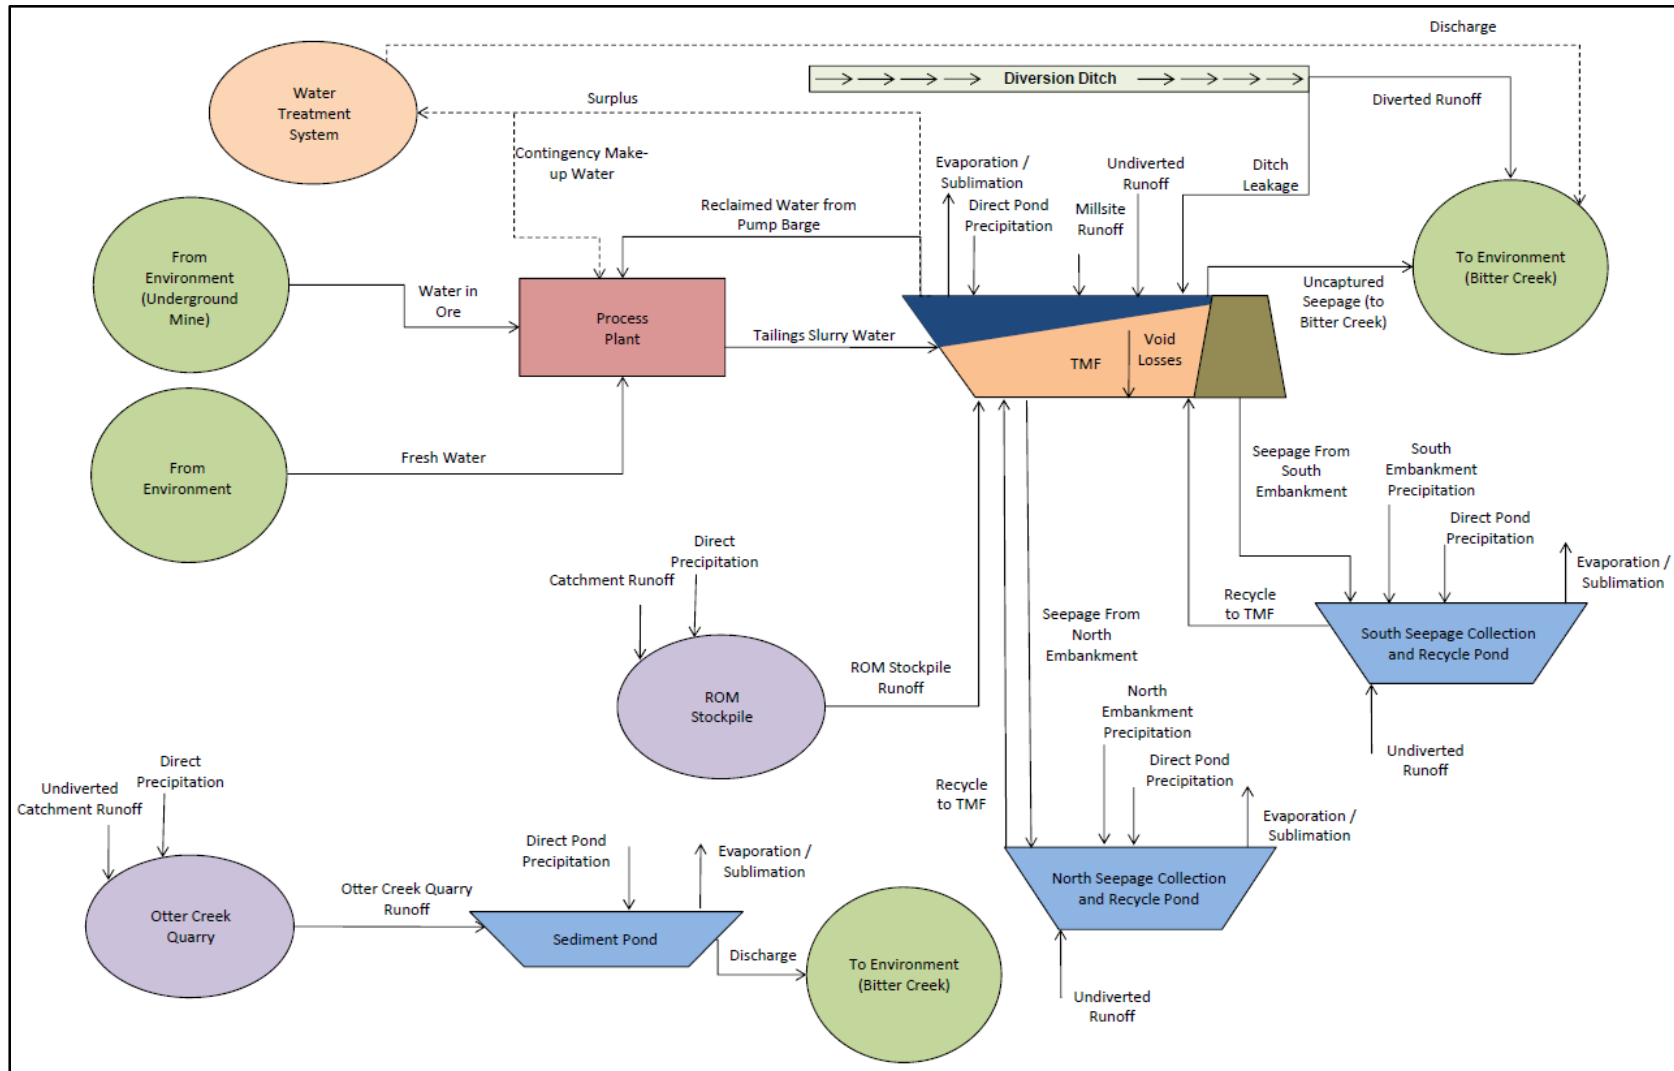 Discharge
Water
Treatment
System
Surplus
Diversion Ditch
Diverted Runoff
Contingency Make-
up Water
Evaporation /
Sublimation
Undiverted
Runoff
Ditch
Leakage
Reclaimed Water from
Pump Barge
Direct Pond
Precipitation
Millsite
Runoff
From
Environment
(Underground
Mine)
Water in
Ore
Process
Plant
Tailings Slurry Water
TMF
Void
Losses
Uncaptured
Seepage (to
Bitter Creek)
To Environment
(Bitter Creek)
From
Environment
Fresh Water
Seepage From
South
Embankment
South
Embankment
Precipitation
Direct Pond
Precipitation
Evaporation /
Sublimation
Direct
Precipitation
Catchment Runoff
Recycle
to TMF
South Seepage Collection
and Recycle Pond
Seepage From
North
Embankment
ROM Stockpile
Runoff
ROM
Stockpile
North
Embankment
Precipitation
Undiverted
Runoff
Direct
Precipitation
Undiverted
Catchment Runoff
Direct Pond
Precipitation
Recycle
to TMF
Evaporation /
Sublimation
Direct Pond
Precipitation
Evaporation /
Sublimation
North Seepage Collection
and Recycle Pond
Otter Creek
Quarry
Otter Creek Quarry
Runoff
Sediment Pond
Discharge
To Environment
(Bitter Creek)
Undiverted
Runoff